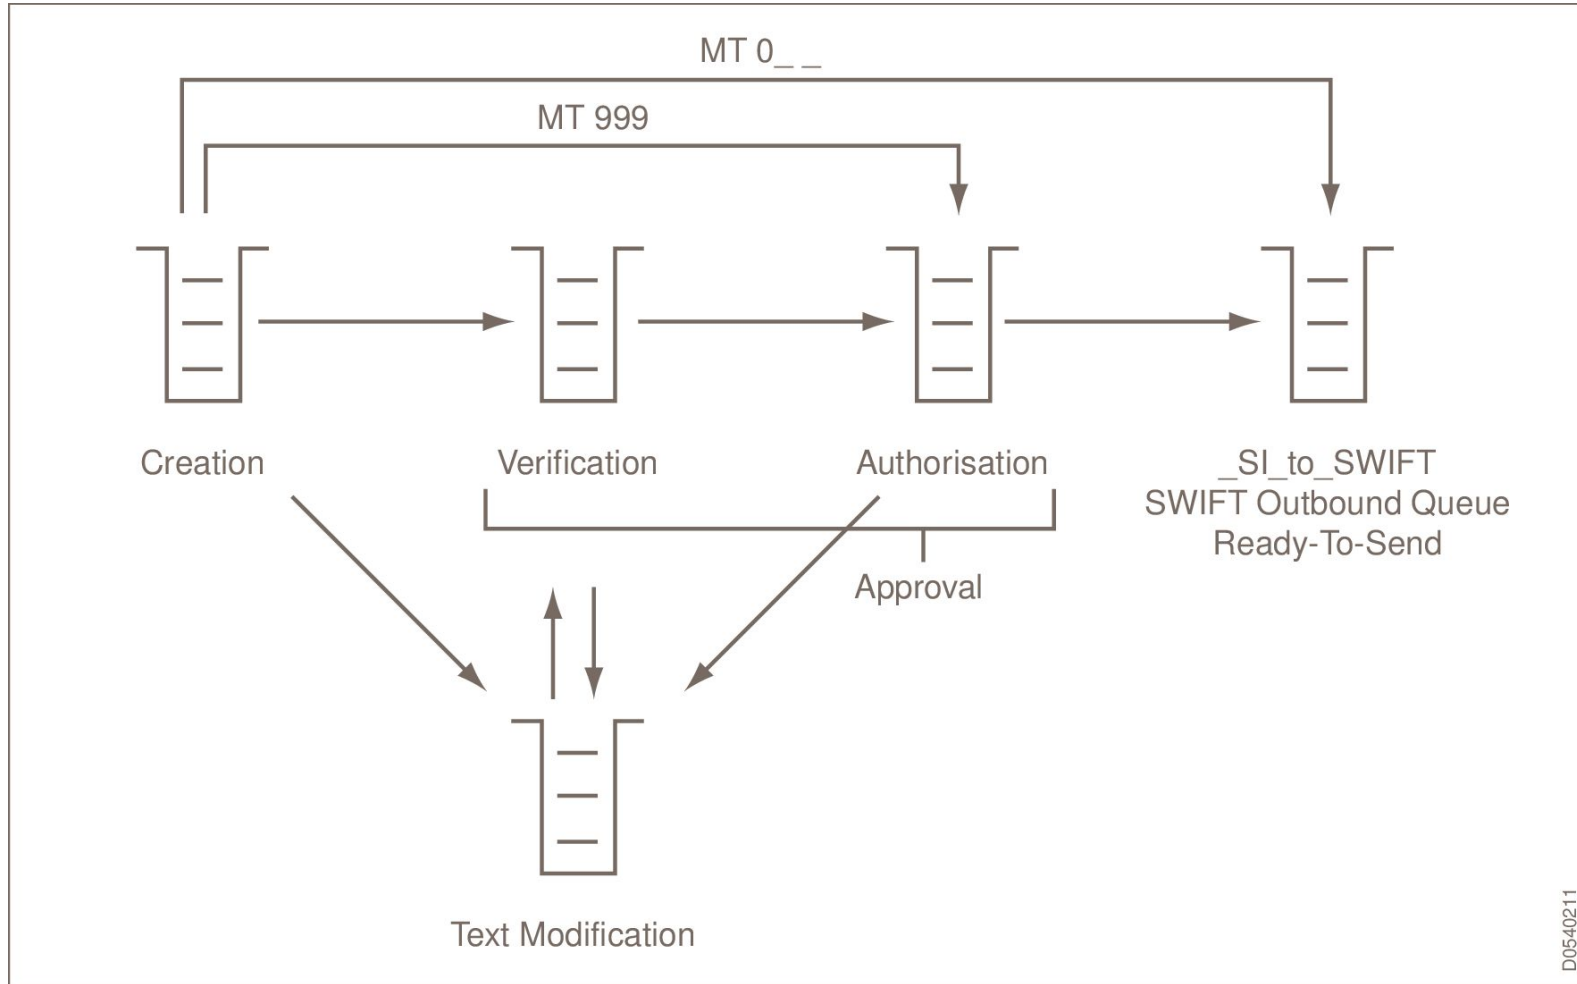 MT 0_ _
MT 999
Creation
Verification
Authorisation
_SI_to_SWIFT
SWIFT Outbound Queue
Ready-To-Send
Approval
Text Modification
D0540211